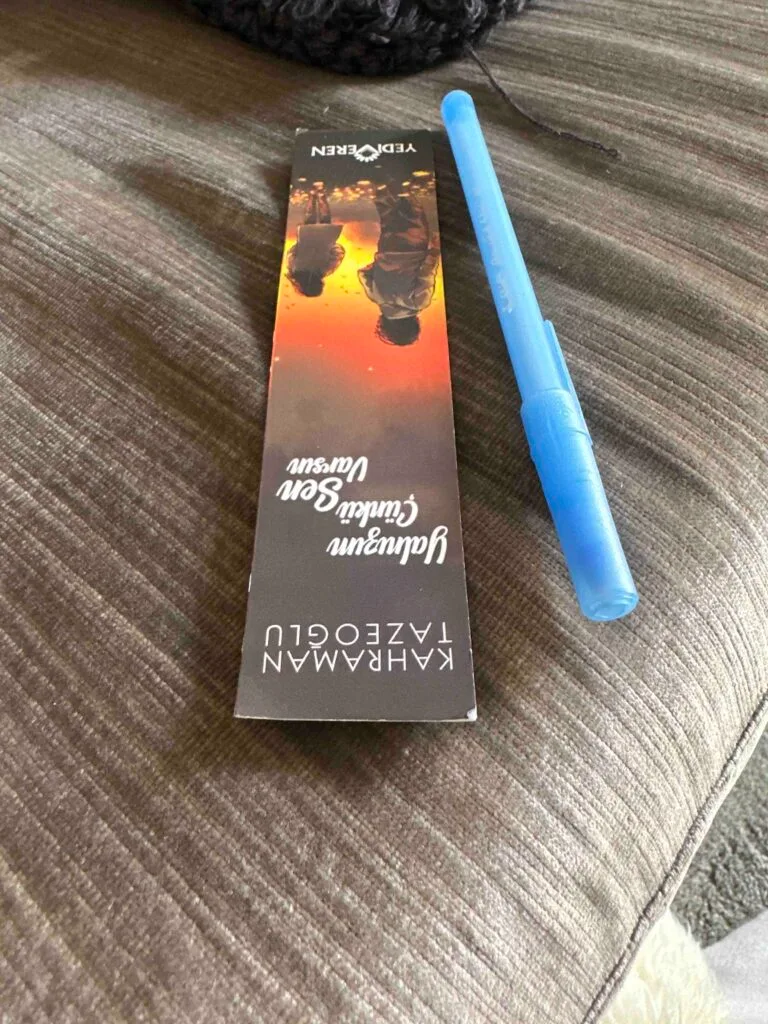 KAHRAMAN
TAZEOĞLU
Yalnızım
Çünkü
Sen
Varsın
YEDİVEREN